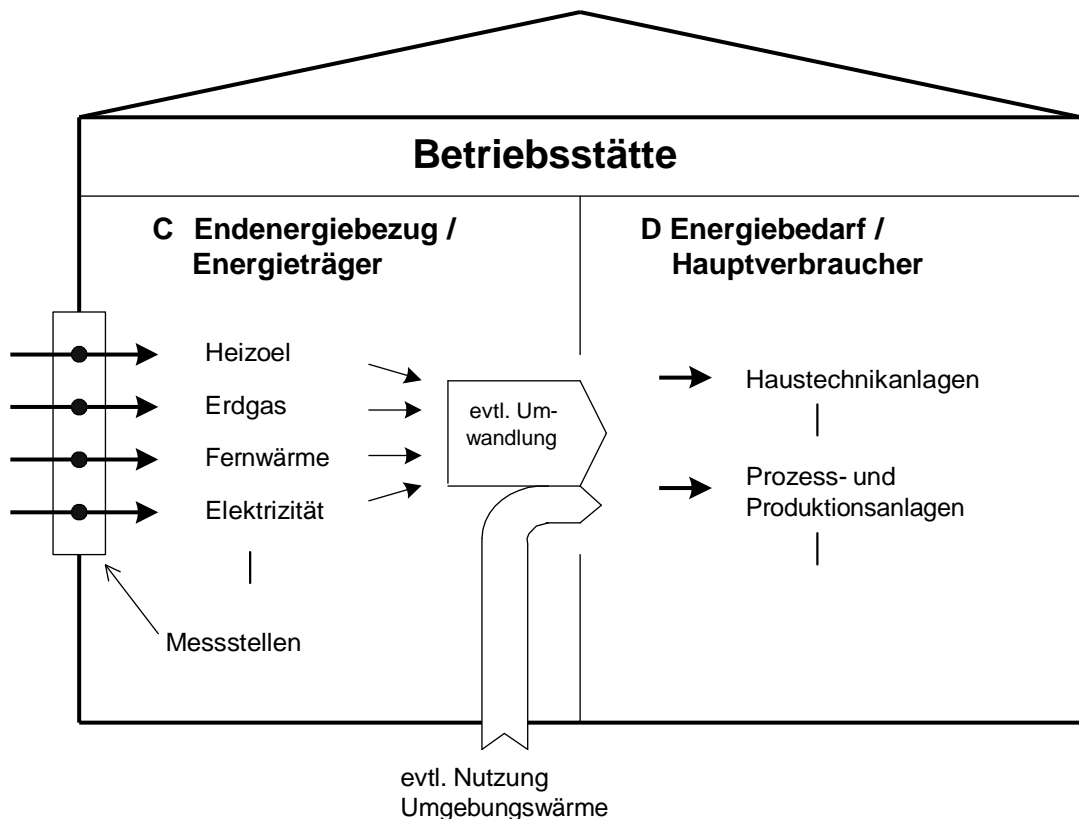 Betriebsstätte
C Endenergiebezug /
Energieträger
D Energiebedarf /
Hauptverbraucher
Heizoel
Erdgas
Fernwärme
Elektrizität
Messstellen
evtl. Um-
wandlung
Haustechnikanlagen
Prozess- und
Produktionsanlagen
evtl. Nutzung
Umgebungswärme